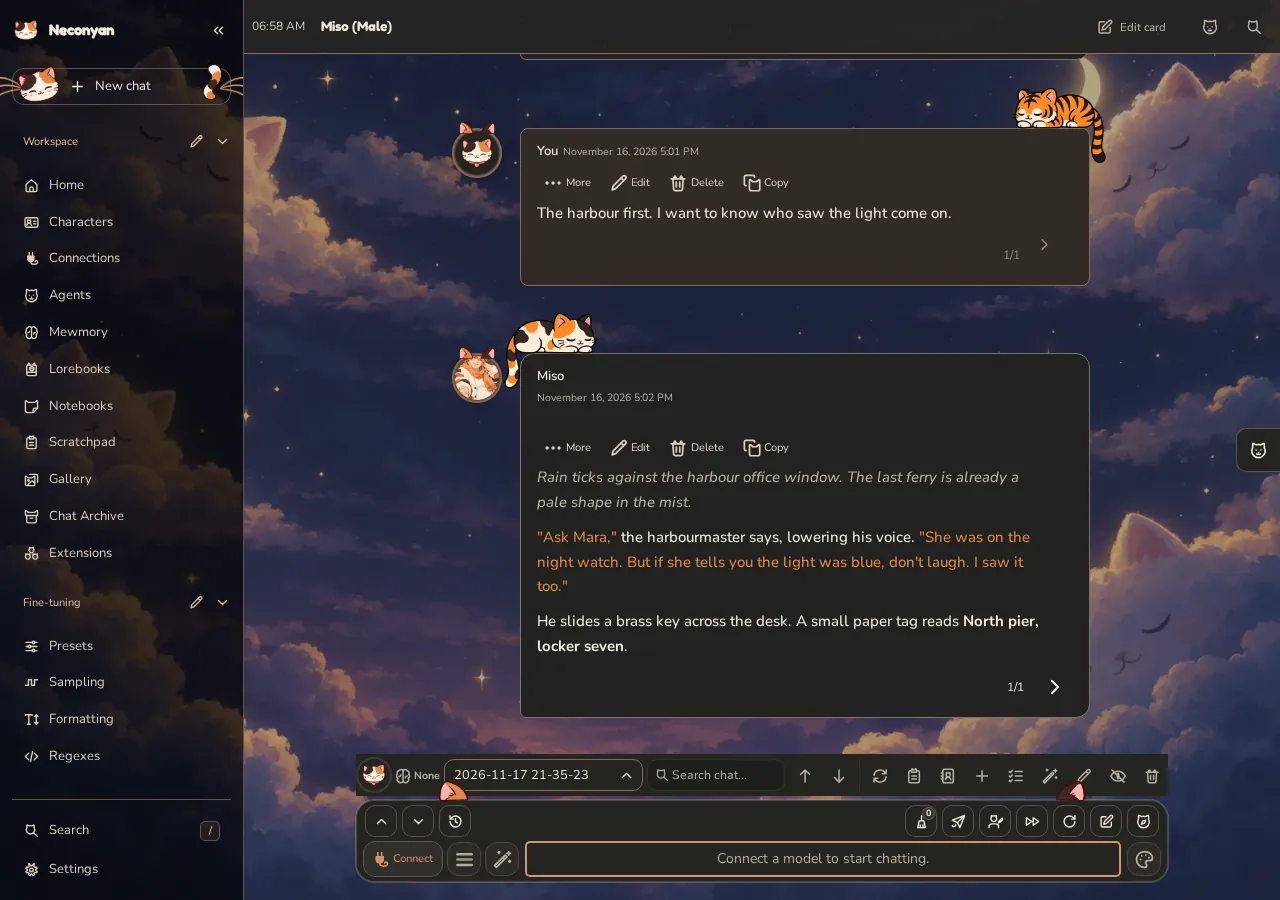 Neconyan
New chat
Workspace
Home
Characters
Connections
Agents
Mewmory
Lorebooks
Notebooks
Scratchpad
Gallery
Chat Archive
Extensions
Fine-tuning
Presets
Sampling
Formatting
Regexes
Search /
Settings
06:58 AM Miso (Male) Edit card
You November 16, 2026 5:01 PM
More Edit Delete Copy
The harbour first. I want to know who saw the light come on.
1/1
Miso
November 16, 2026 5:02 PM
More Edit Delete Copy
Rain ticks against the harbour office window. The last ferry is already a
pale shape in the mist.
"Ask Mara," the harbourmaster says, lowering his voice. "She was on the
night watch. But if she tells you the light was blue, don't laugh. I saw it
too."
He slides a brass key across the desk. A small paper tag reads North pier,
locker seven.
1/1
None 2026-11-17 21-35-23 Search chat...
0
Connect Connect a model to start chatting.